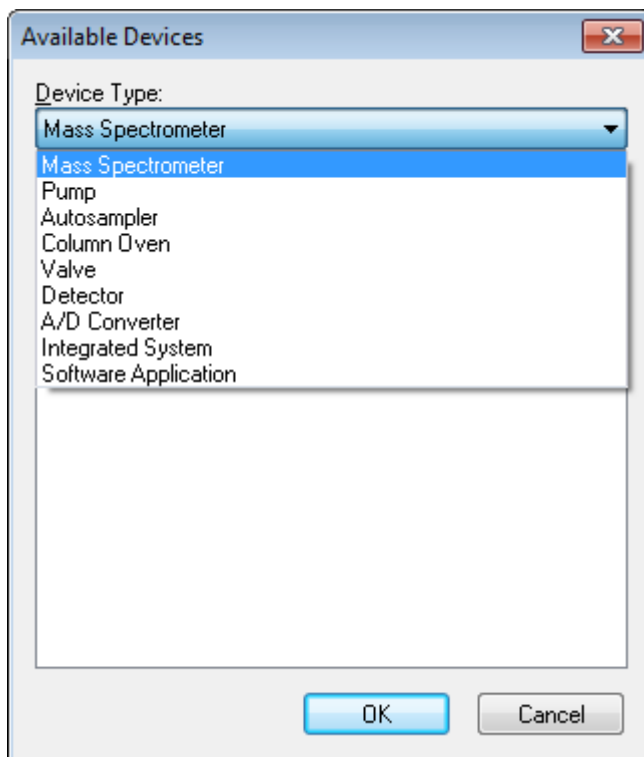 Available Devices
Device Type:
Mass Spectrometer
Mass Spectrometer
Pump
Autosampler
Column Oven
Valve
Detector
A/D Converter
Integrated System
Software Application
OK
Cancel